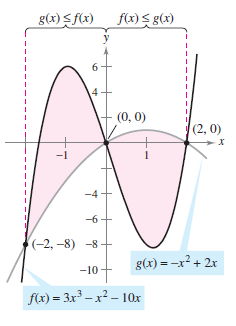 g(x) ≤ f(x) f(x) ≤ g(x)
y
6
4
(0, 0)
(2, 0)
x
−1 1
−4
−6
(−2, −8) −8
−10
g(x) = −x² + 2x
f(x) = 3x³ − x² − 10x